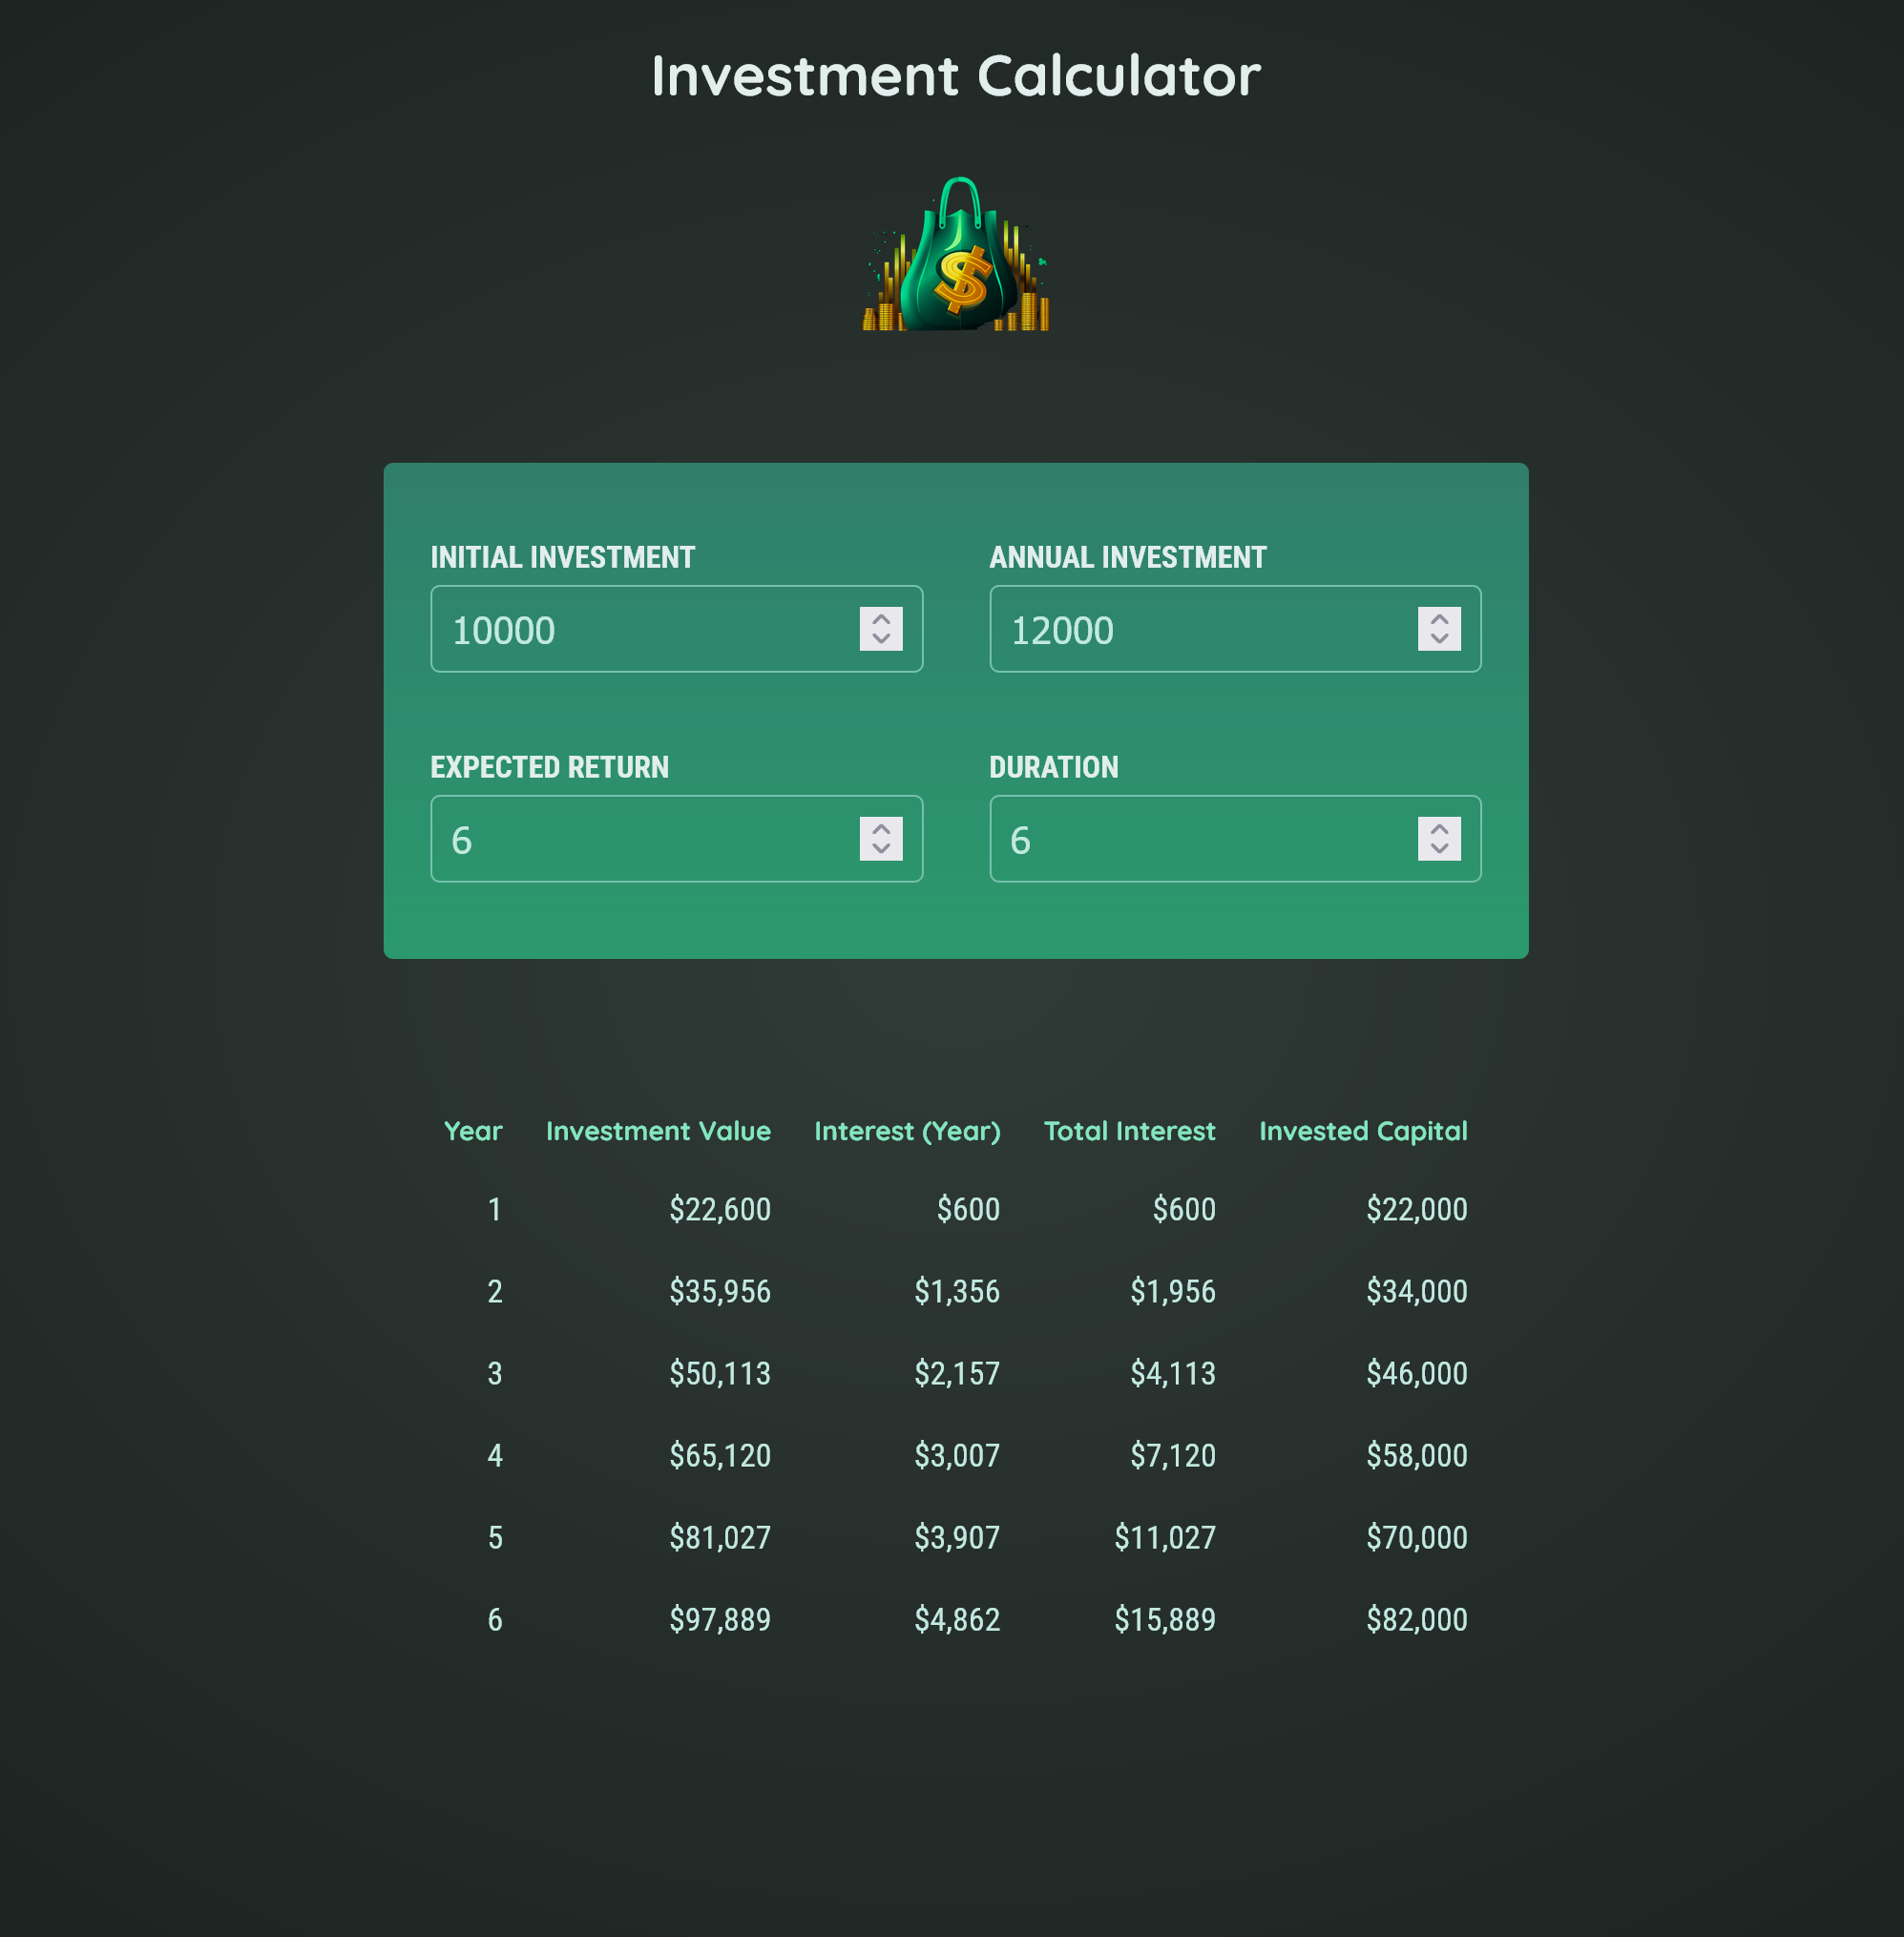 Investment Calculator
$
INITIAL INVESTMENT ANNUAL INVESTMENT
10000 12000
EXPECTED RETURN DURATION
6 6
Year Investment Value Interest (Year) Total Interest Invested Capital
1 $22,600 $600 $600 $22,000
2 $35,956 $1,356 $1,956 $34,000
3 $50,113 $2,157 $4,113 $46,000
4 $65,120 $3,007 $7,120 $58,000
5 $81,027 $3,907 $11,027 $70,000
6 $97,889 $4,862 $15,889 $82,000